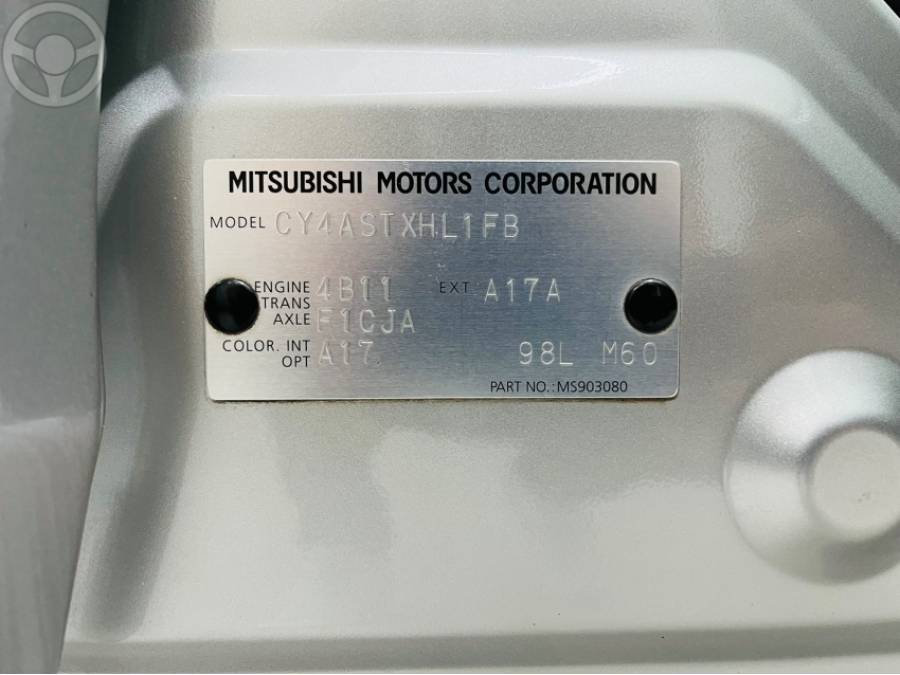 MITSUBISHI MOTORS CORPORATION
MODEL CY4ASTXHL1FB
ENGINE 4B11 EXT A17A
TRANS
AXLE F1CJA
COLOR. INT A17 98L M60
OPT
PART NO.:MS903080